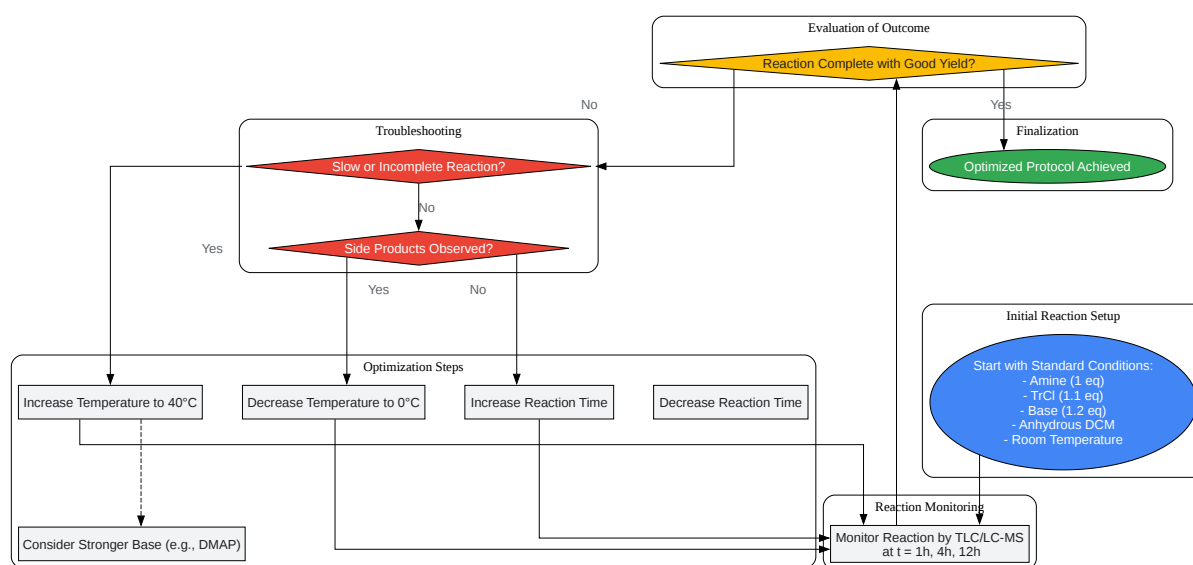 Evaluation of Outcome
Reaction Complete with Good Yield?
No
Yes
Troubleshooting
Finalization
Slow or Incomplete Reaction?
Optimized Protocol Achieved
No
Yes
Side Products Observed?
Yes
No
Initial Reaction Setup
Start with Standard Conditions:
- Amine (1 eq)
- TrCl (1.1 eq)
- Base (1.2 eq)
- Anhydrous DCM
- Room Temperature
Optimization Steps
Increase Temperature to 40°C
Decrease Temperature to 0°C
Increase Reaction Time
Decrease Reaction Time
Reaction Monitoring
Consider Stronger Base (e.g., DMAP)
Monitor Reaction by TLC/LC-MS
at t = 1h, 4h, 12h